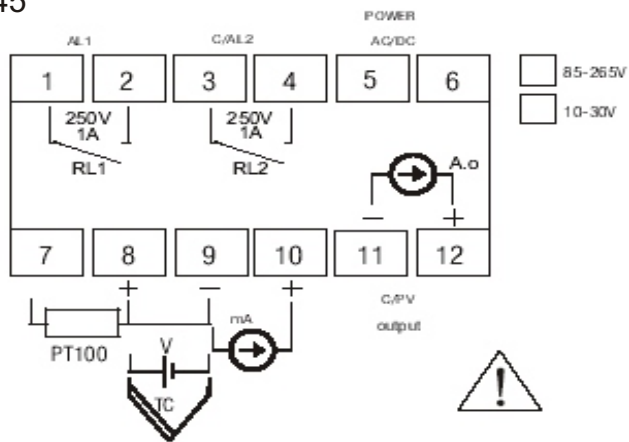 45
POWER
AL1 C/AL2 AC/DC
1 2 3 4 5 6
85-265V
10-30V
250V 1A
RL1
250V 1A
RL2
A.o
− +
7 8 9 10 11 12
+ − +
C/PV
output
PT100
V
mA
TC
!